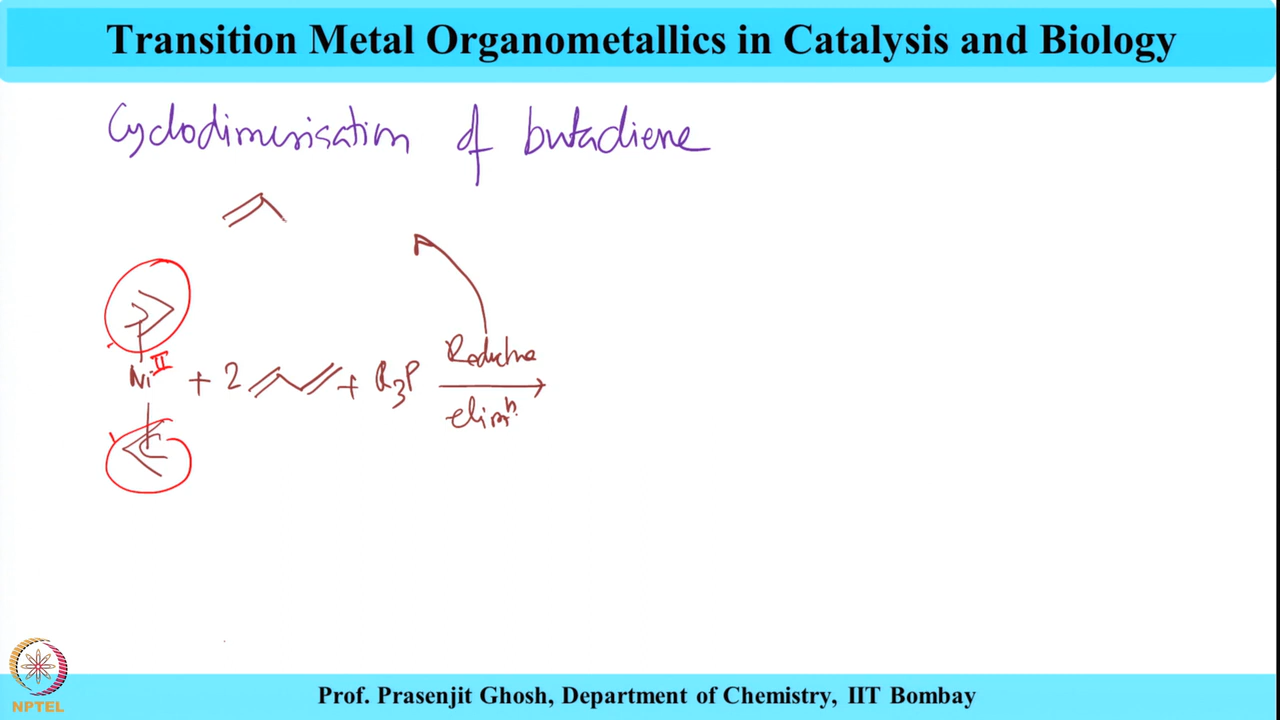 Transition Metal Organometallics in Catalysis and Biology
Cyclodimerisation of butadiene
Ni II + 2 + R3P
Reductive
elimn
NPTEL
Prof. Prasenjit Ghosh, Department of Chemistry, IIT Bombay